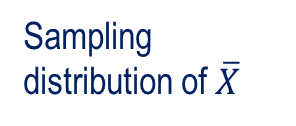 Sampling
distribution of X̅